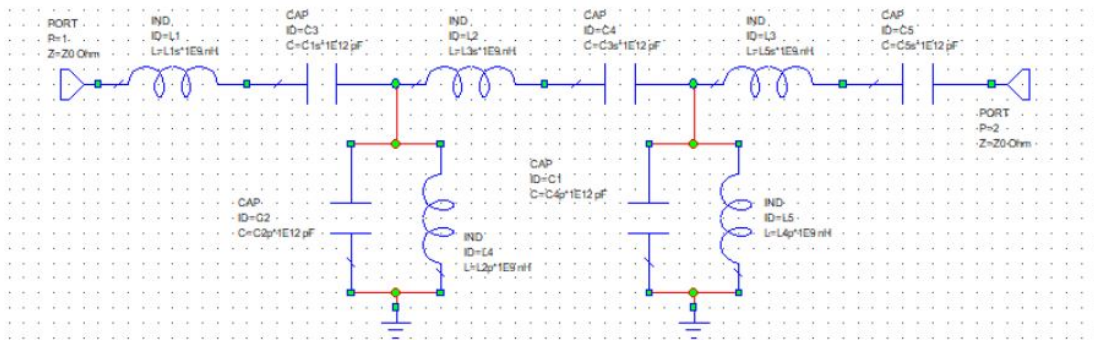 PORT
P=1
Z=Z0 Ohm
IND
ID=L1
L=L1s*1E9 nH
CAP
ID=C3
C=C1s*1E12 pF
IND
ID=L2
L=L3s*1E9 nH
CAP
ID=C4
C=C3s*1E12 pF
IND
ID=L3
L=L5s*1E9 nH
CAP
ID=C5
C=C5s*1E12 pF
PORT
P=2
Z=Z0 Ohm
CAP
ID=C2
C=C2p*1E12 pF
IND
ID=L4
L=L2p*1E9 nH
CAP
ID=C1
C=C4p*1E12 pF
IND
ID=L5
L=L4p*1E9 nH